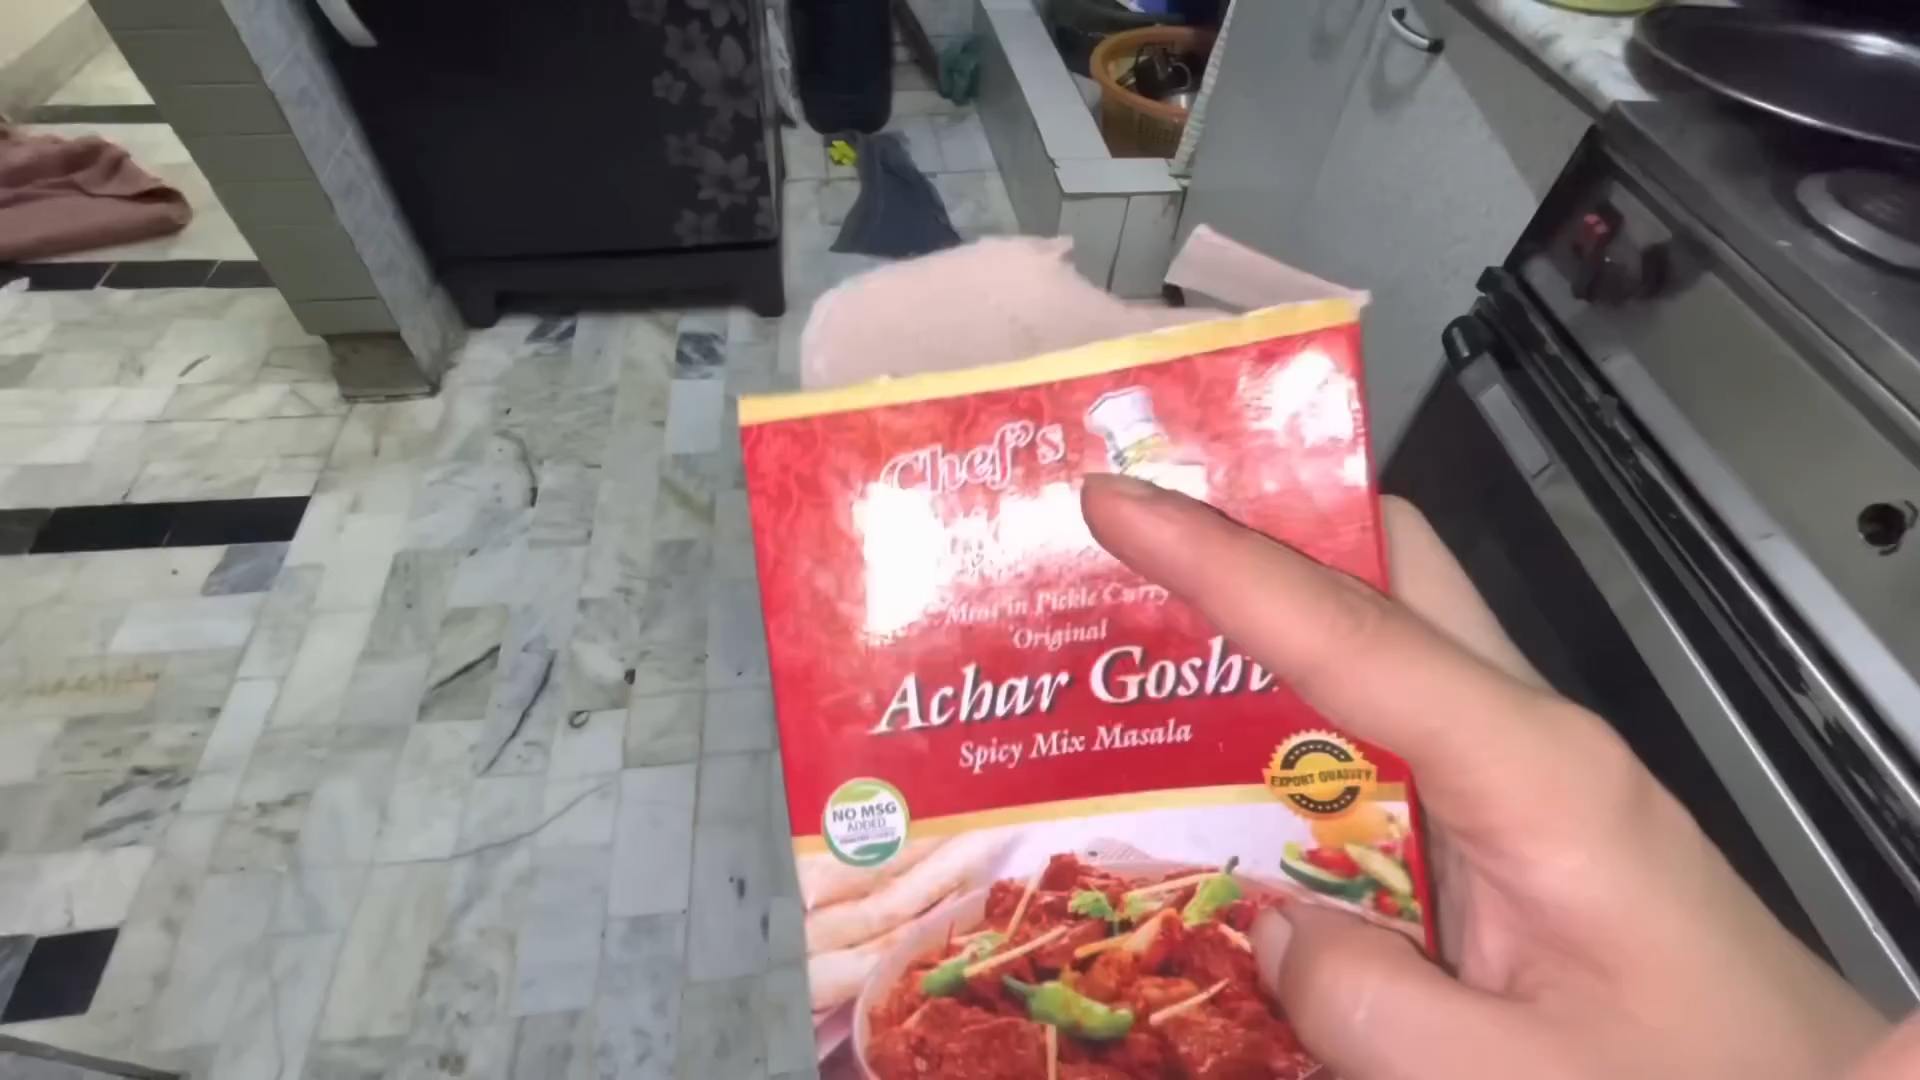 Chef's
Meat in Pickle Curry
Original
Achar Gosht
Spicy Mix Masala
EXPORT QUALITY
NO MSG
ADDED